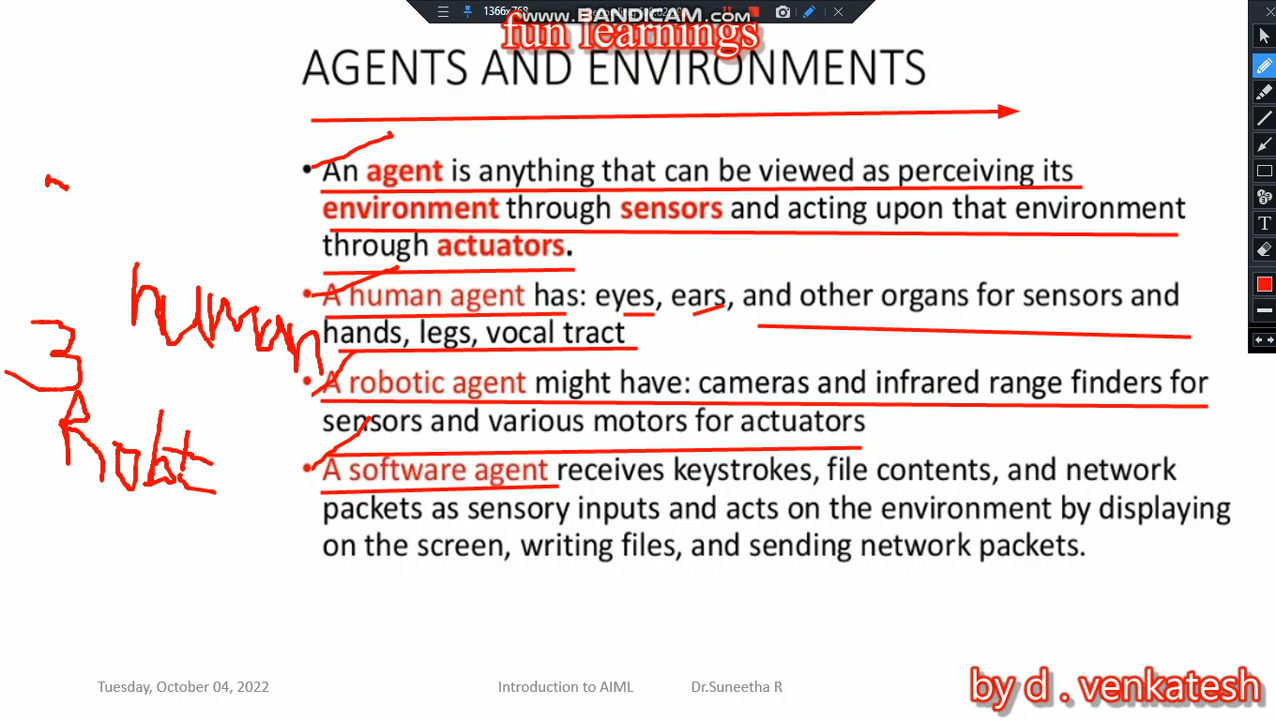 1366x768
www.BANDICAM.com
fun learnings
AGENTS AND ENVIRONMENTS
• An agent is anything that can be viewed as perceiving its
environment through sensors and acting upon that environment
through actuators.
• A human agent has: eyes, ears, and other organs for sensors and
hands, legs, vocal tract
• A robotic agent might have: cameras and infrared range finders for
sensors and various motors for actuators
• A software agent receives keystrokes, file contents, and network
packets as sensory inputs and acts on the environment by displaying
on the screen, writing files, and sending network packets.
human
3
Robt
Tuesday, October 04, 2022
Introduction to AIML
Dr.Suneetha R
by d . venkatesh